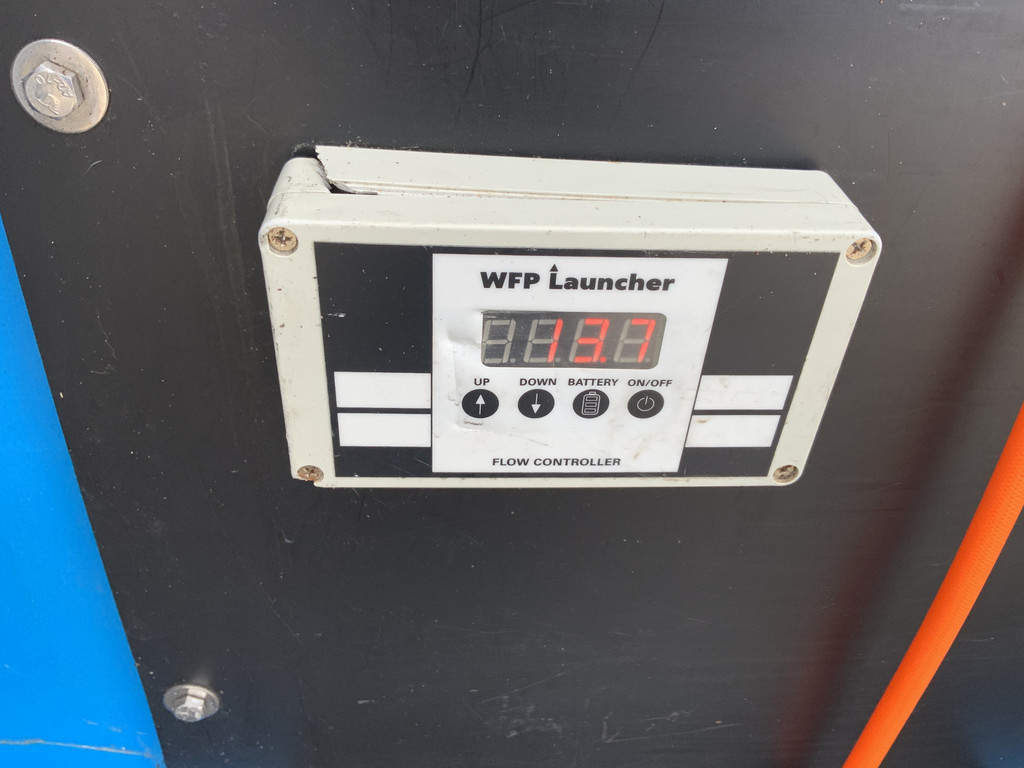 WFP Launcher
13.7
UP DOWN BATTERY ON/OFF
FLOW CONTROLLER